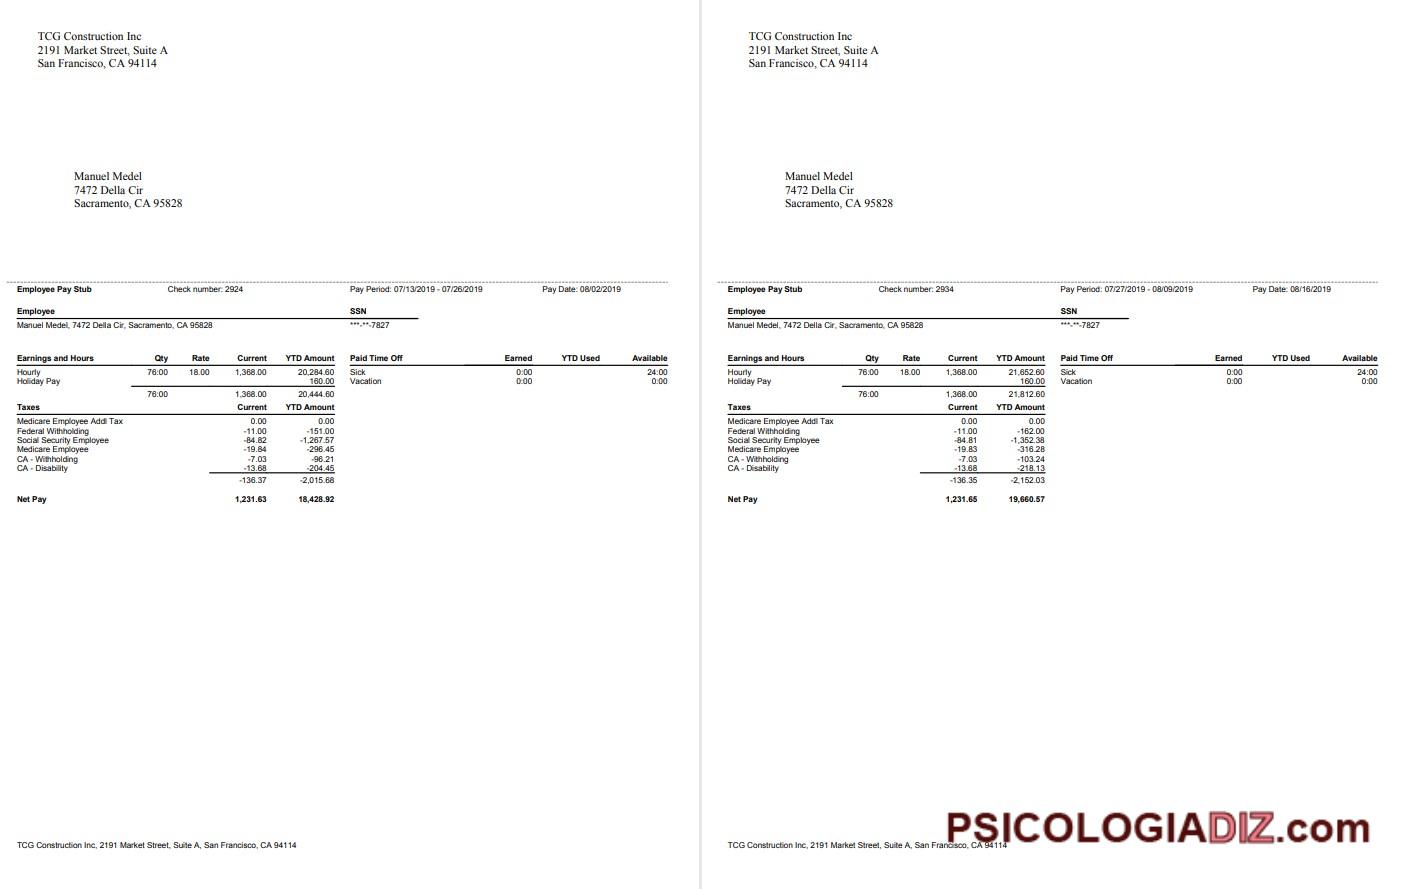 TCG Construction Inc
2191 Market Street, Suite A
San Francisco, CA 94114
Manuel Medel
7472 Della Cir
Sacramento, CA 95828
Employee Pay Stub Check number: 2924 Pay Period: 07/13/2019 - 07/26/2019 Pay Date: 08/02/2019
Employee SSN
Manuel Medel, 7472 Della Cir, Sacramento, CA 95828 ***-**-7827
Earnings and Hours Qty Rate Current YTD Amount Paid Time Off Earned YTD Used Available
Hourly 76:00 18.00 1,368.00 20,284.60 Sick 0:00 24:00
Holiday Pay 160.00 Vacation 0:00 0:00
76:00 1,368.00 20,444.60
Taxes Current YTD Amount
Medicare Employee Addl Tax 0.00 0.00
Federal Withholding -11.00 -151.00
Social Security Employee -84.82 -1,267.57
Medicare Employee -19.84 -296.45
CA - Withholding -7.03 -96.21
CA - Disability -13.68 -204.45
-136.37 -2,015.68
Net Pay 1,231.63 18,428.92
TCG Construction Inc, 2191 Market Street, Suite A, San Francisco, CA 94114
TCG Construction Inc
2191 Market Street, Suite A
San Francisco, CA 94114
Manuel Medel
7472 Della Cir
Sacramento, CA 95828
Employee Pay Stub Check number: 2934 Pay Period: 07/27/2019 - 08/09/2019 Pay Date: 08/16/2019
Employee SSN
Manuel Medel, 7472 Della Cir, Sacramento, CA 95828 ***-**-7827
Earnings and Hours Qty Rate Current YTD Amount Paid Time Off Earned YTD Used Available
Hourly 76:00 18.00 1,368.00 21,652.60 Sick 0:00 24:00
Holiday Pay 160.00 Vacation 0:00 0:00
76:00 1,368.00 21,812.60
Taxes Current YTD Amount
Medicare Employee Addl Tax 0.00 0.00
Federal Withholding -11.00 -162.00
Social Security Employee -84.81 -1,352.38
Medicare Employee -19.83 -316.28
CA - Withholding -7.03 -103.24
CA - Disability -13.68 -218.13
-136.35 -2,152.03
Net Pay 1,231.65 19,660.57
PSICOLOGIADIZ.com
TCG Construction Inc, 2191 Market Street, Suite A, San Francisco, CA 94114